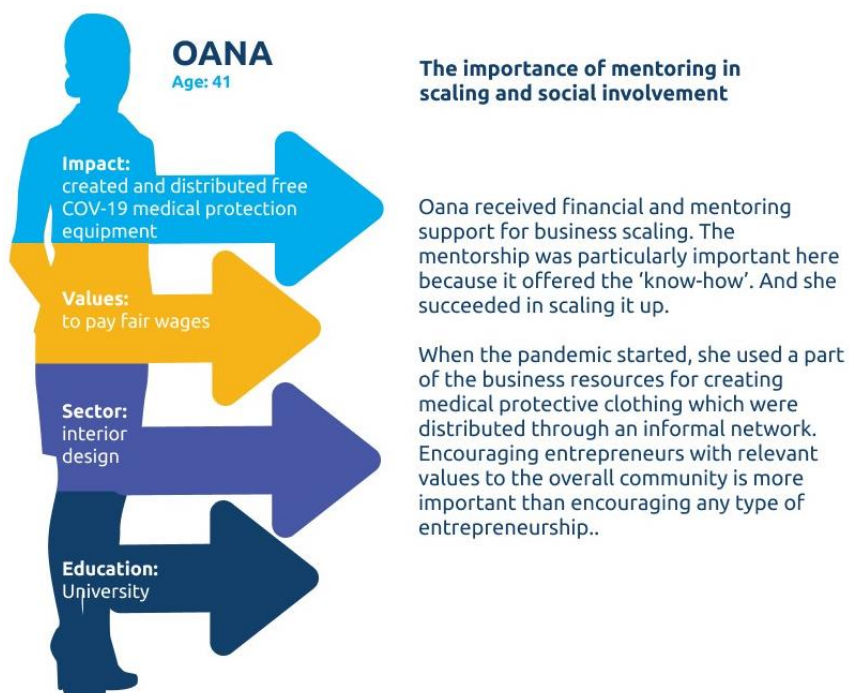 OANA
Age: 41
Impact:
created and distributed free
COV-19 medical protection
equipment
Values:
to pay fair wages
Sector:
interior
design
Education:
University
The importance of mentoring in
scaling and social involvement
Oana received financial and mentoring
support for business scaling. The
mentorship was particularly important here
because it offered the ‘know-how’. And she
succeeded in scaling it up.
When the pandemic started, she used a part
of the business resources for creating
medical protective clothing which were
distributed through an informal network.
Encouraging entrepreneurs with relevant
values to the overall community is more
important than encouraging any type of
entrepreneurship..